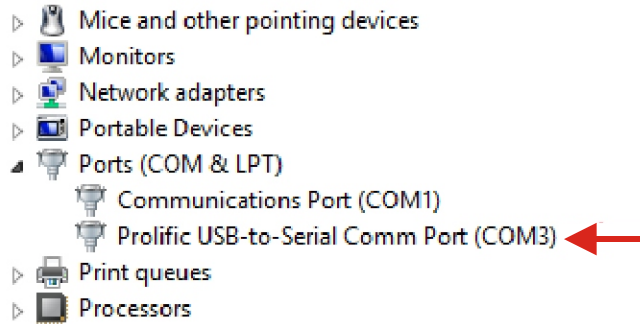 Mice and other pointing devices
Monitors
Network adapters
Portable Devices
Ports (COM & LPT)
Communications Port (COM1)
Prolific USB-to-Serial Comm Port (COM3)
Print queues
Processors